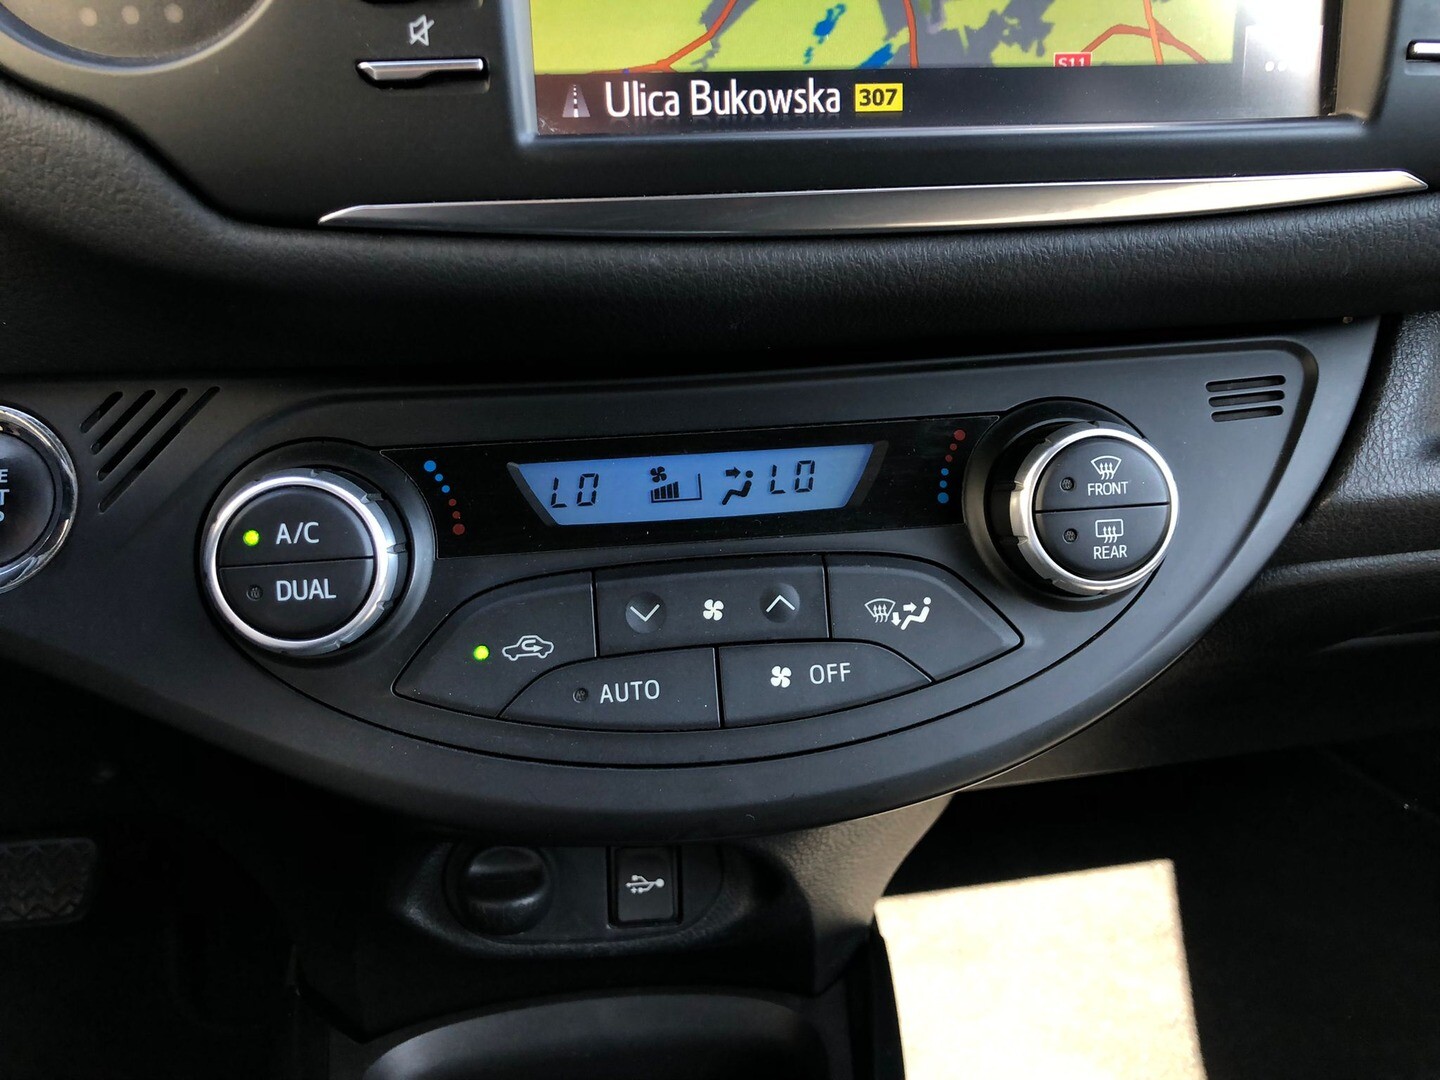 Ulica Bukowska 307
S11
LO LO
A/C
DUAL
FRONT
REAR
AUTO
OFF